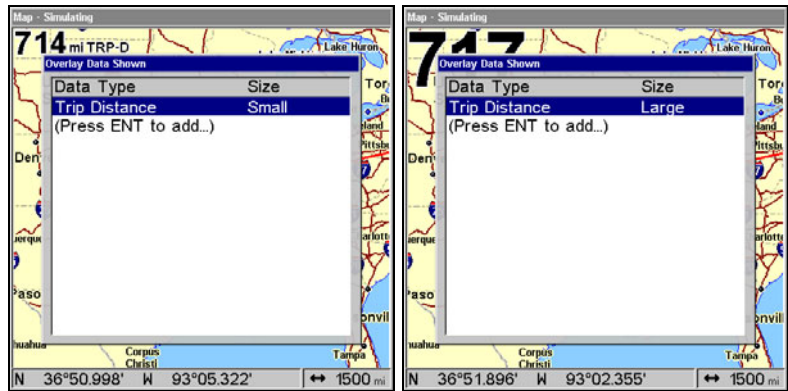 Map - Simulating
714 mi TRP-D
Lake Huron
Overlay Data Shown
Data Type Size
Trip Distance Small
(Press ENT to add...)
Tor
Den
Corpus
Christi
Tampa
N 36°50.998' W 93°05.322' ↔ 1500 mi
Map - Simulating
717
Lake Huron
Overlay Data Shown
Data Type Size
Trip Distance Large
(Press ENT to add...)
Tor
Den
Corpus
Christi
Tampa
N 36°51.896' W 93°02.355' ↔ 1500 mi